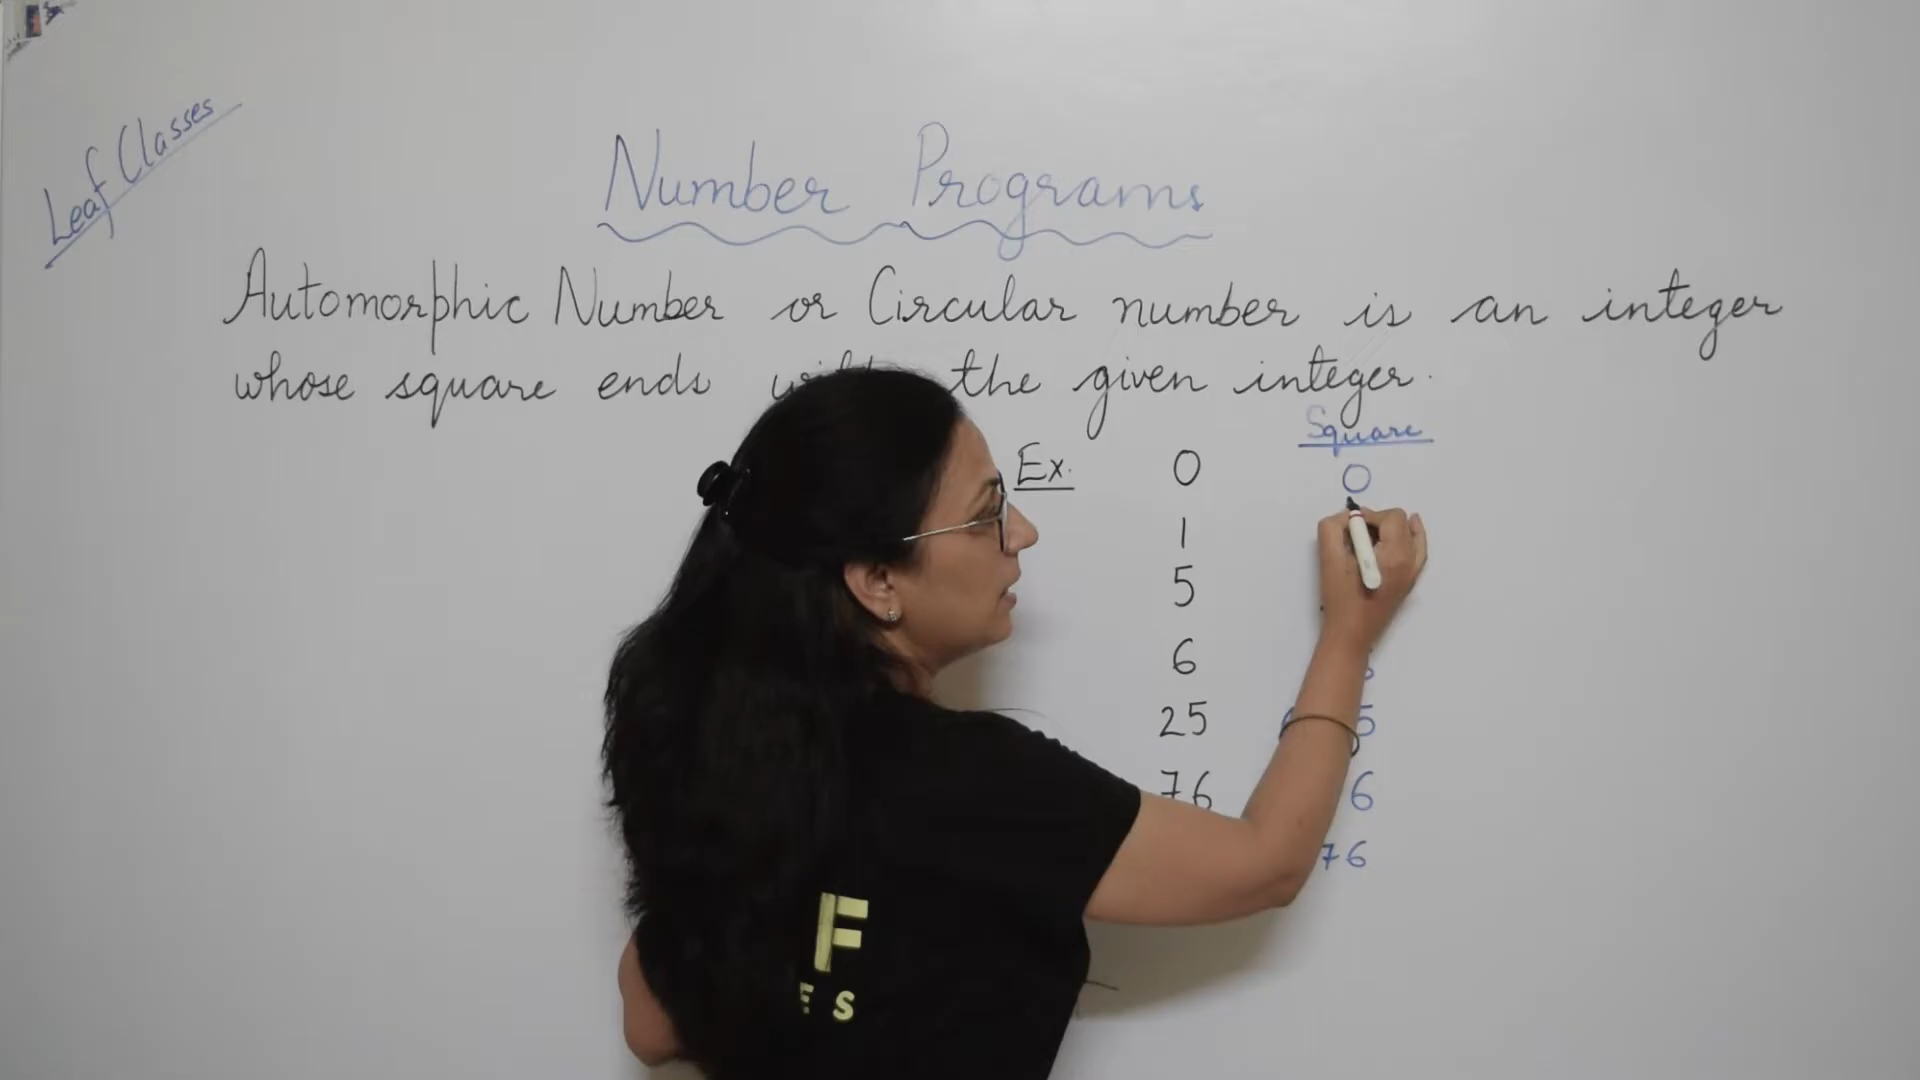 Leaf Classes
Number Programs
Automorphic Number or Circular number is an integer
whose square ends with the given integer.
Square
Ex. 0 0
1
5
6
25 5
76 6
76
F
E S